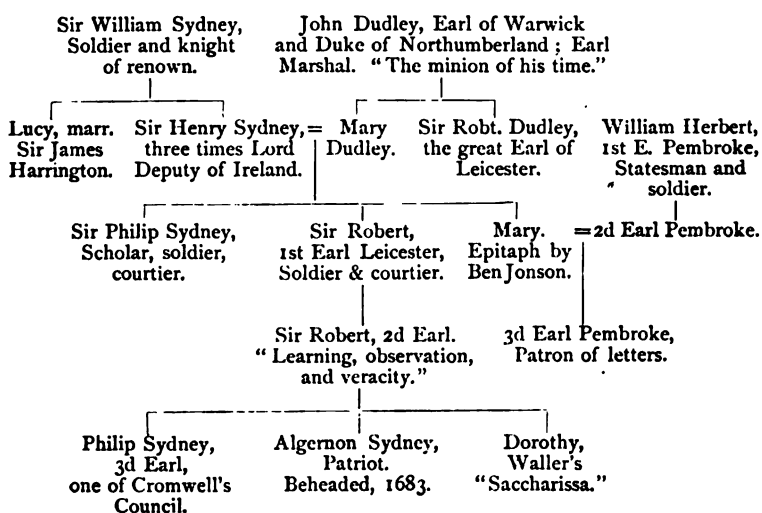 Sir William Sydney,
Soldier and knight
of renown.
John Dudley, Earl of Warwick
and Duke of Northumberland ; Earl
Marshal. “The minion of his time.”
Lucy, marr.
Sir James
Harrington.
Sir Henry Sydney,
three times Lord
Deputy of Ireland.
=
Mary
Dudley.
Sir Robt. Dudley,
the great Earl of
Leicester.
William Herbert,
1st E. Pembroke,
Statesman and
soldier.
Sir Philip Sydney,
Scholar, soldier,
courtier.
Sir Robert,
1st Earl Leicester,
Soldier & courtier.
Mary.
Epitaph by
Ben Jonson.
=2d Earl Pembroke.
Sir Robert, 2d Earl.
“Learning, observation,
and veracity.”
3d Earl Pembroke,
Patron of letters.
Philip Sydney,
3d Earl,
one of Cromwell's
Council.
Algernon Sydney,
Patriot.
Beheaded, 1683.
Dorothy,
Waller's
“Saccharissa.”